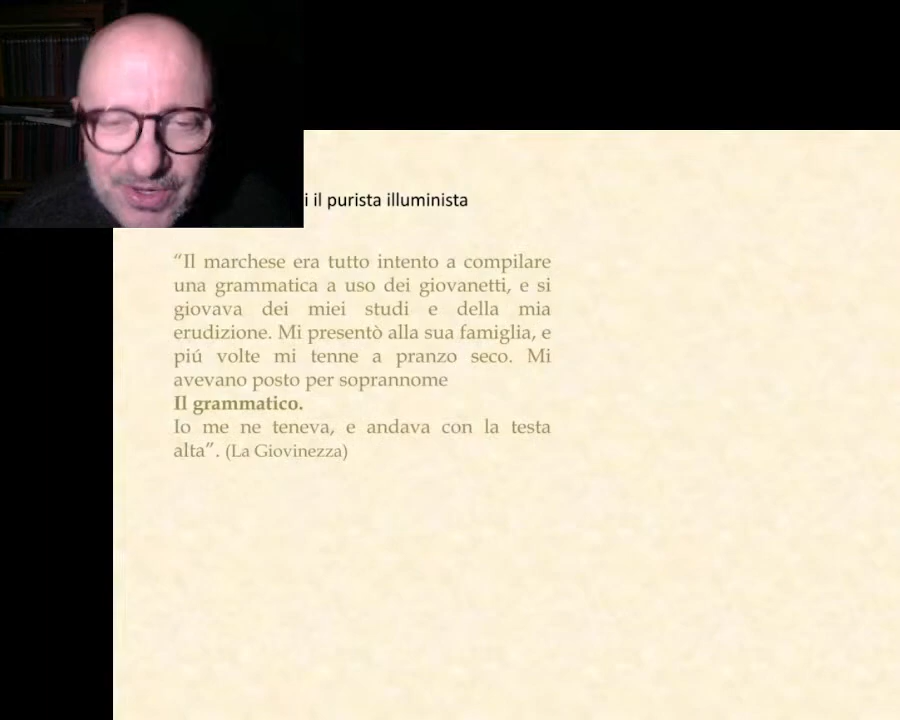 i il purista illuminista
“Il marchese era tutto intento a compilare
una grammatica a uso dei giovanetti, e si
giovava dei miei studi e della mia
erudizione. Mi presentò alla sua famiglia, e
piú volte mi tenne a pranzo seco. Mi
avevano posto per soprannome
Il grammatico.
Io me ne teneva, e andava con la testa
alta”. (La Giovinezza)